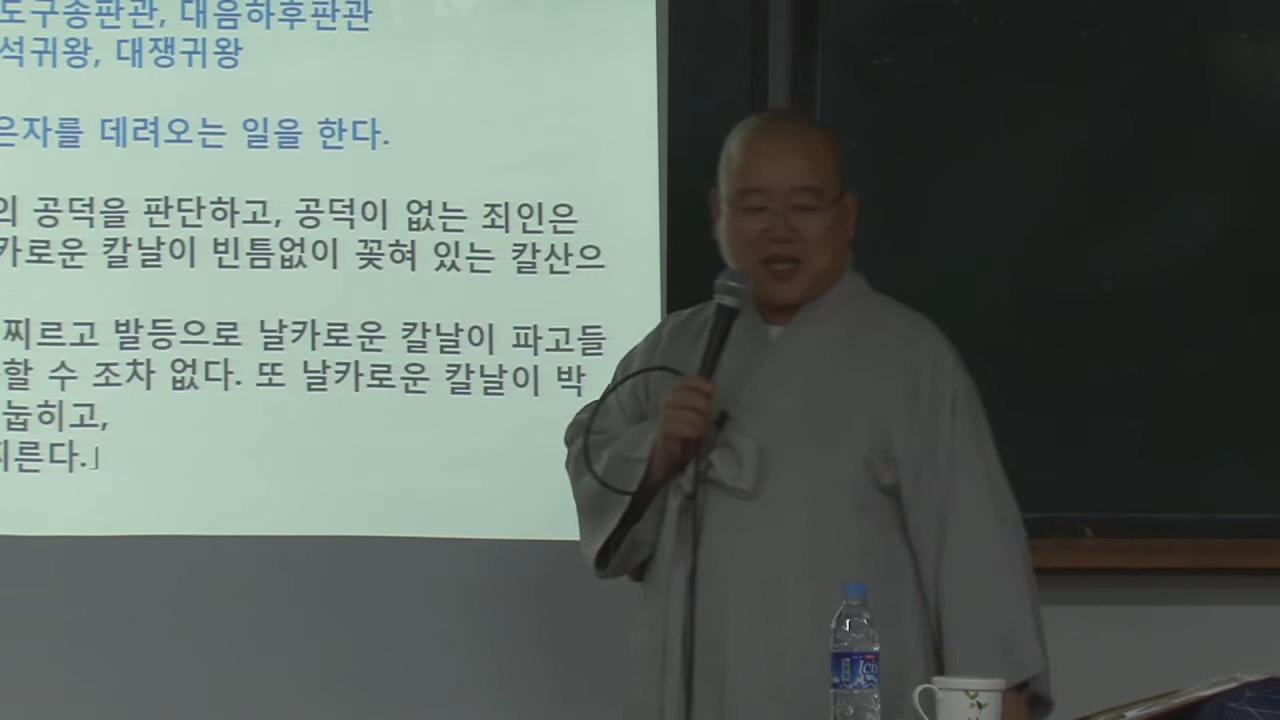 도구송판관, 대음하후판관
석귀왕, 대쟁귀왕
은자를 데려오는 일을 한다.
의 공덕을 판단하고, 공덕이 없는 죄인은
카로운 칼날이 빈틈없이 꽂혀 있는 칼산으
찌르고 발등으로 날카로운 칼날이 파고들
할 수 조차 없다. 또 날카로운 칼날이 박
눕히고,
찌른다.」
Icis